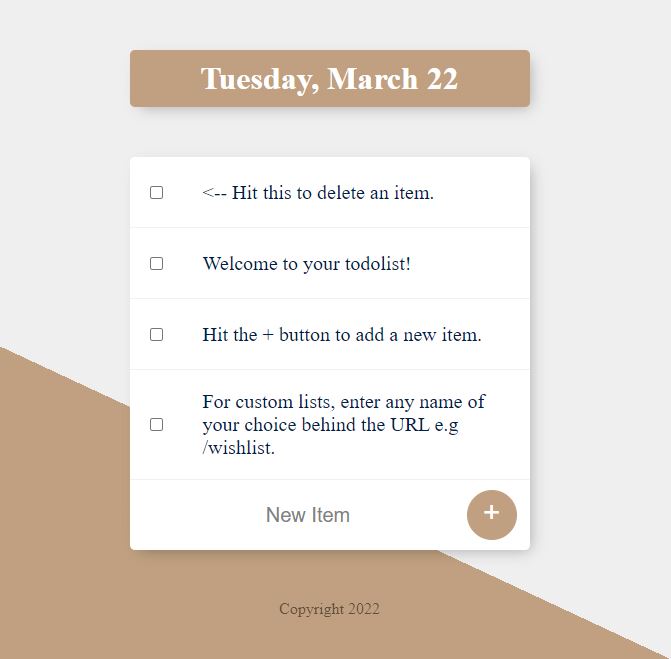 Tuesday, March 22
<-- Hit this to delete an item.
Welcome to your todolist!
Hit the + button to add a new item.
For custom lists, enter any name of
your choice behind the URL e.g
/wishlist.
New Item +
Copyright 2022